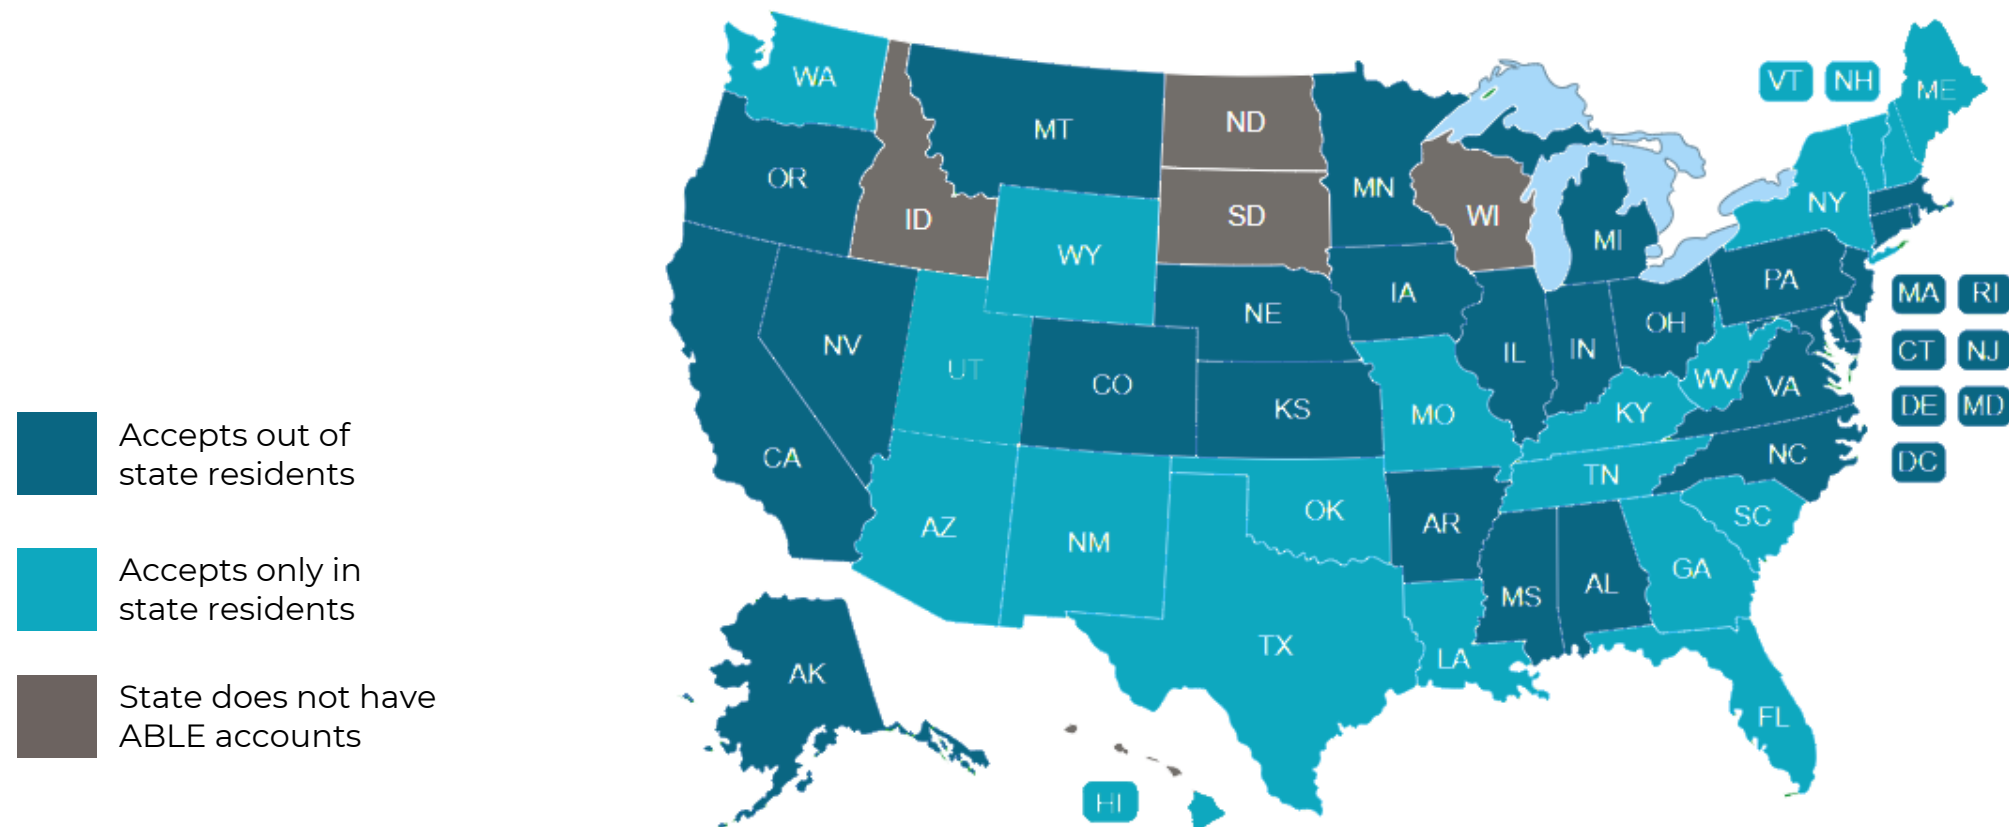 WA
VT NH
ME
MT
ND
OR
MN
NY
ID
SD
WI
MI
WY
PA
IA
MA RI
NE
OH
NV
IL
IN
CT NJ
UT
CO
WV
VA
KS
MO
KY
DE MD
Accepts out of
state residents
CA
NC
DC
TN
OK
AR
SC
AZ
NM
GA
Accepts only in
state residents
MS
AL
TX
LA
AK
State does not have
ABLE accounts
FL
HI